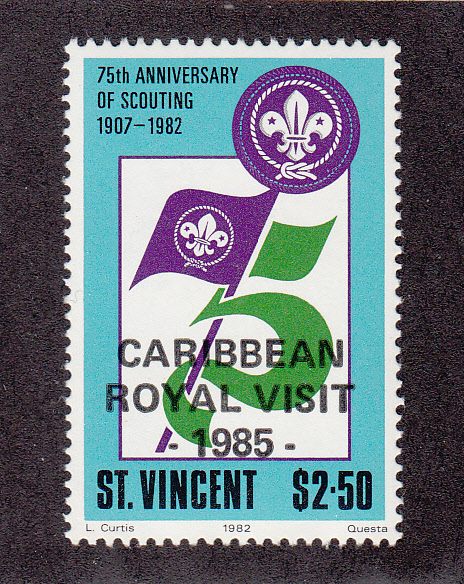 75th ANNIVERSARY
OF SCOUTING
1907-1982
CARIBBEAN
ROYAL VISIT
- 1985 -
ST. VINCENT $2·50
L. Curtis 1982 Questa